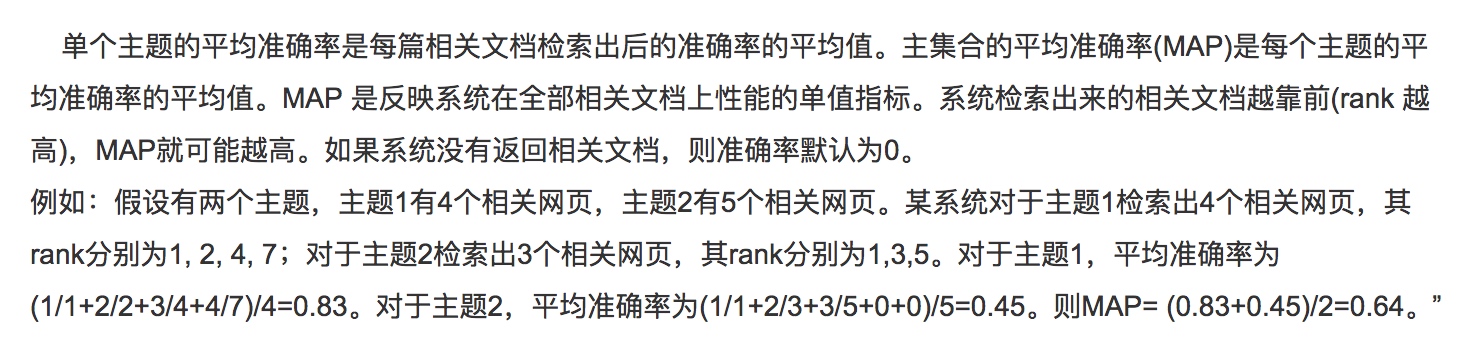 单个主题的平均准确率是每篇相关文档检索出后的准确率的平均值。主集合的平均准确率(MAP)是每个主题的平
均准确率的平均值。MAP 是反映系统在全部相关文档上性能的单值指标。系统检索出来的相关文档越靠前(rank 越
高)，MAP就可能越高。如果系统没有返回相关文档，则准确率默认为0。
例如：假设有两个主题，主题1有4个相关网页，主题2有5个相关网页。某系统对于主题1检索出4个相关网页，其
rank分别为1, 2, 4, 7；对于主题2检索出3个相关网页，其rank分别为1,3,5。对于主题1，平均准确率为
(1/1+2/2+3/4+4/7)/4=0.83。对于主题2，平均准确率为(1/1+2/3+3/5+0+0)/5=0.45。则MAP= (0.83+0.45)/2=0.64。”